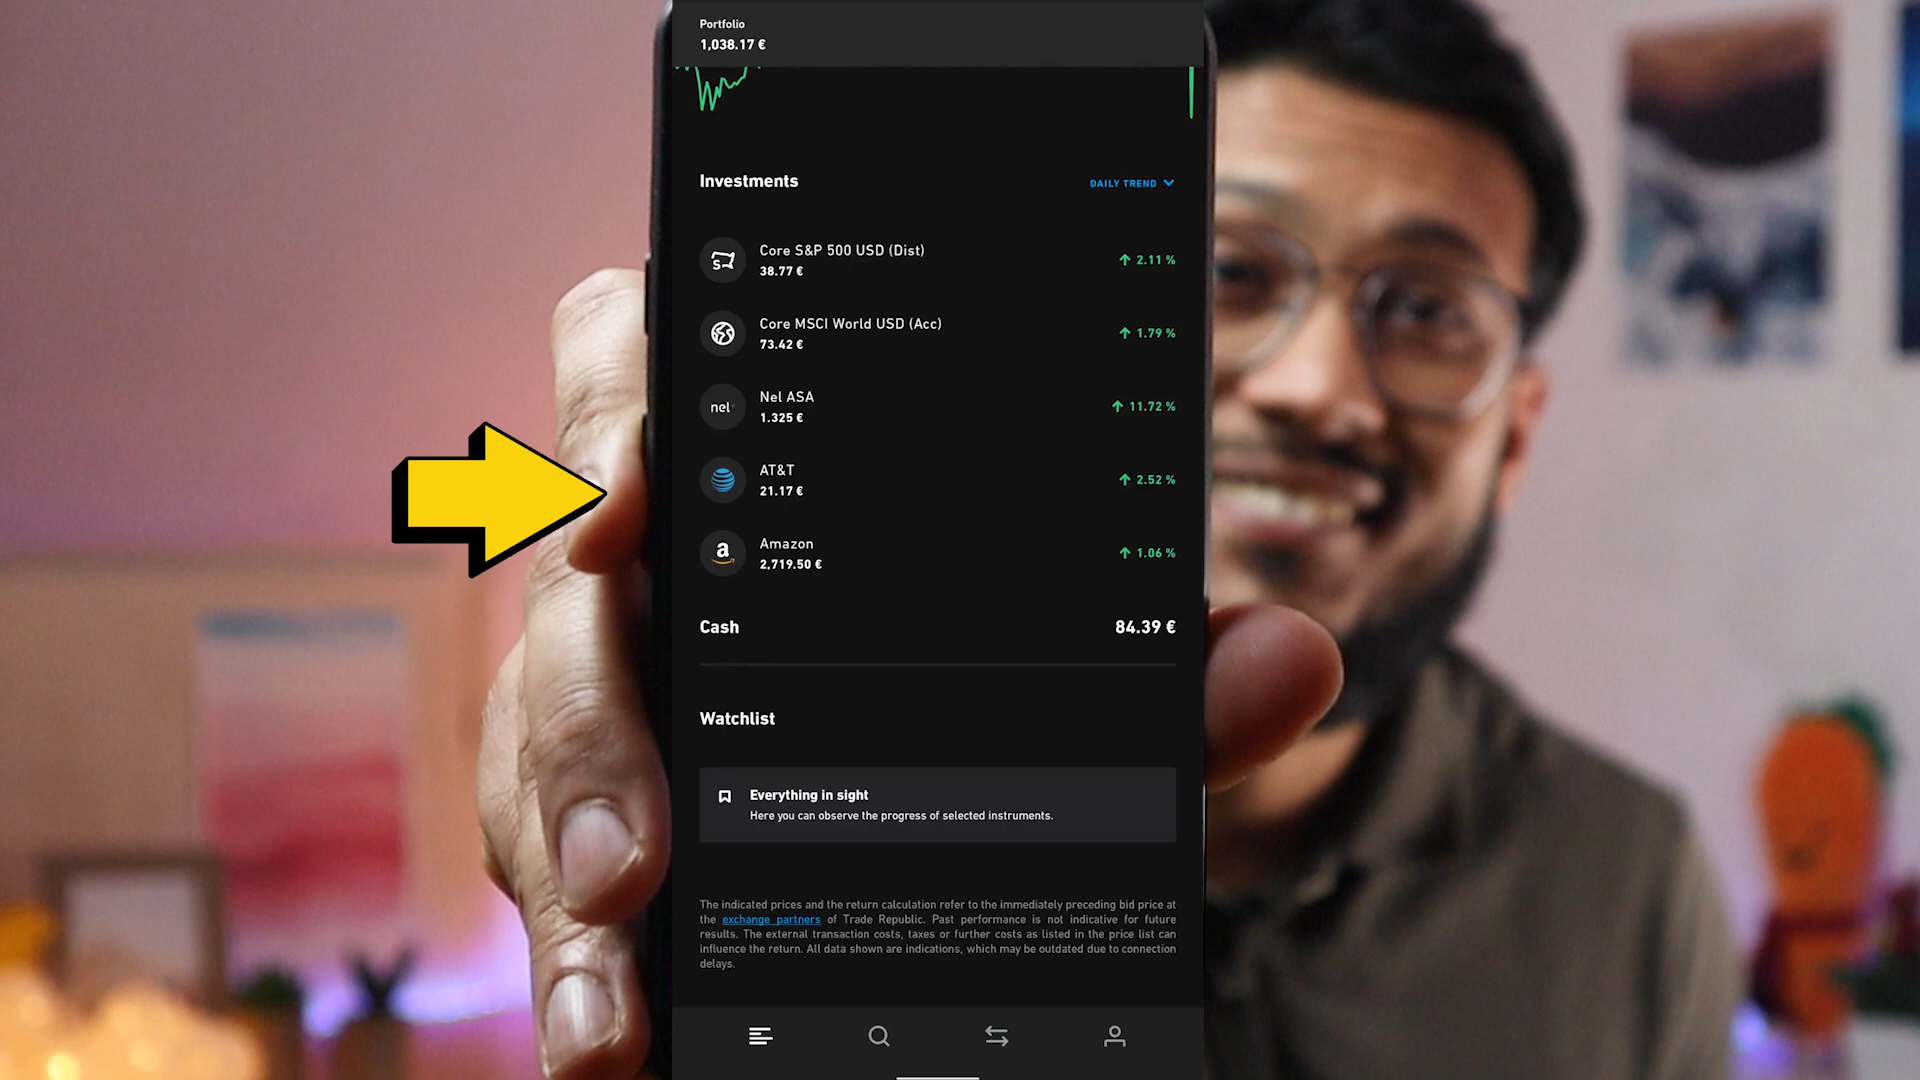 Portfolio
1,038.17 €
Investments
DAILY TREND
Core S&P 500 USD (Dist)
38.77 €
2.11 %
Core MSCI World USD (Acc)
73.42 €
1.79 %
nel
Nel ASA
1.325 €
11.72 %
AT&T
21.17 €
2.52 %
a
Amazon
2,719.50 €
1.06 %
Cash
84.39 €
Watchlist
Everything in sight
Here you can observe the progress of selected instruments.
The indicated prices and the return calculation refer to the immediately preceding bid price at
the exchange partners of Trade Republic. Past performance is not indicative for future
results. The external transaction costs, taxes or further costs as listed in the price list can
influence the return. All data shown are indications, which may be outdated due to connection
delays.